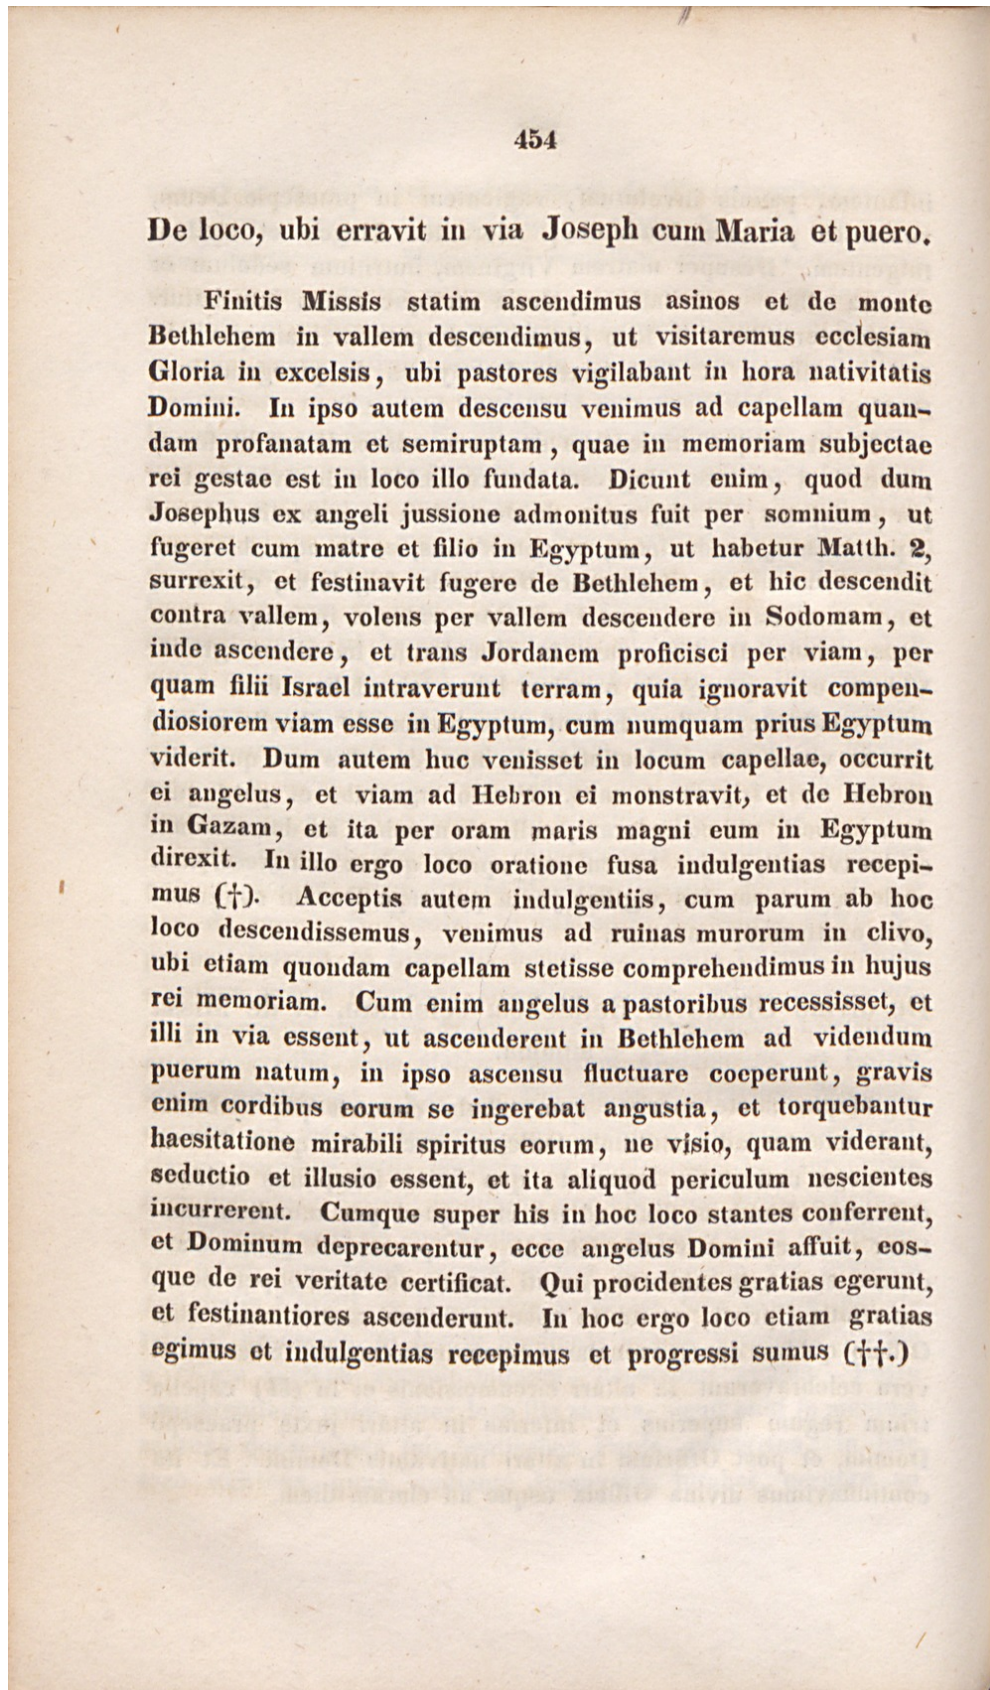 454
De loco, ubi erravit in via Joseph cum Maria et puero.
Finitis Missis statim ascendimus asinos et de monte
Bethlehem in vallem descendimus, ut visitaremus ecclesiam
Gloria in excelsis, ubi pastores vigilabant in hora nativitatis
Domini. In ipso autem descensu venimus ad capellam quan-
dam profanatam et semiruptam, quae in memoriam subjectae
rei gestae est in loco illo fundata. Dicunt enim, quod dum
Josephus ex angeli jussione admonitus fuit per somnium, ut
fugeret cum matre et filio in Egyptum, ut habetur Matth. 2,
surrexit, et festinavit fugere de Bethlehem, et hic descendit
contra vallem, volens per vallem descendere in Sodomam, et
inde ascendere, et trans Jordanem proficisci per viam, per
quam filii Israel intraverunt terram, quia ignoravit compen-
diosiorem viam esse in Egyptum, cum numquam prius Egyptum
viderit. Dum autem huc venisset in locum capellae, occurrit
ei angelus, et viam ad Hebron ei monstravit, et de Hebron
in Gazam, et ita per oram maris magni eum in Egyptum
direxit. In illo ergo loco oratione fusa indulgentias recepi-
mus (†). Acceptis autem indulgentiis, cum parum ab hoc
loco descendissemus, venimus ad ruinas murorum in clivo,
ubi etiam quondam capellam stetisse comprehendimus in hujus
rei memoriam. Cum enim angelus a pastoribus recessisset, et
illi in via essent, ut ascenderent in Bethlehem ad videndum
puerum natum, in ipso ascensu fluctuare coeperunt, gravis
enim cordibus eorum se ingerebat angustia, et torquebantur
haesitatione mirabili spiritus eorum, ne visio, quam viderant,
seductio et illusio essent, et ita aliquod periculum nescientes
incurrerent. Cumque super his in hoc loco stantes conferrent,
et Dominum deprecarentur, ecce angelus Domini affuit, eos-
que de rei veritate certificat. Qui procidentes gratias egerunt,
et festinantiores ascenderunt. In hoc ergo loco etiam gratias
egimus et indulgentias recepimus et progressi sumus (††.)